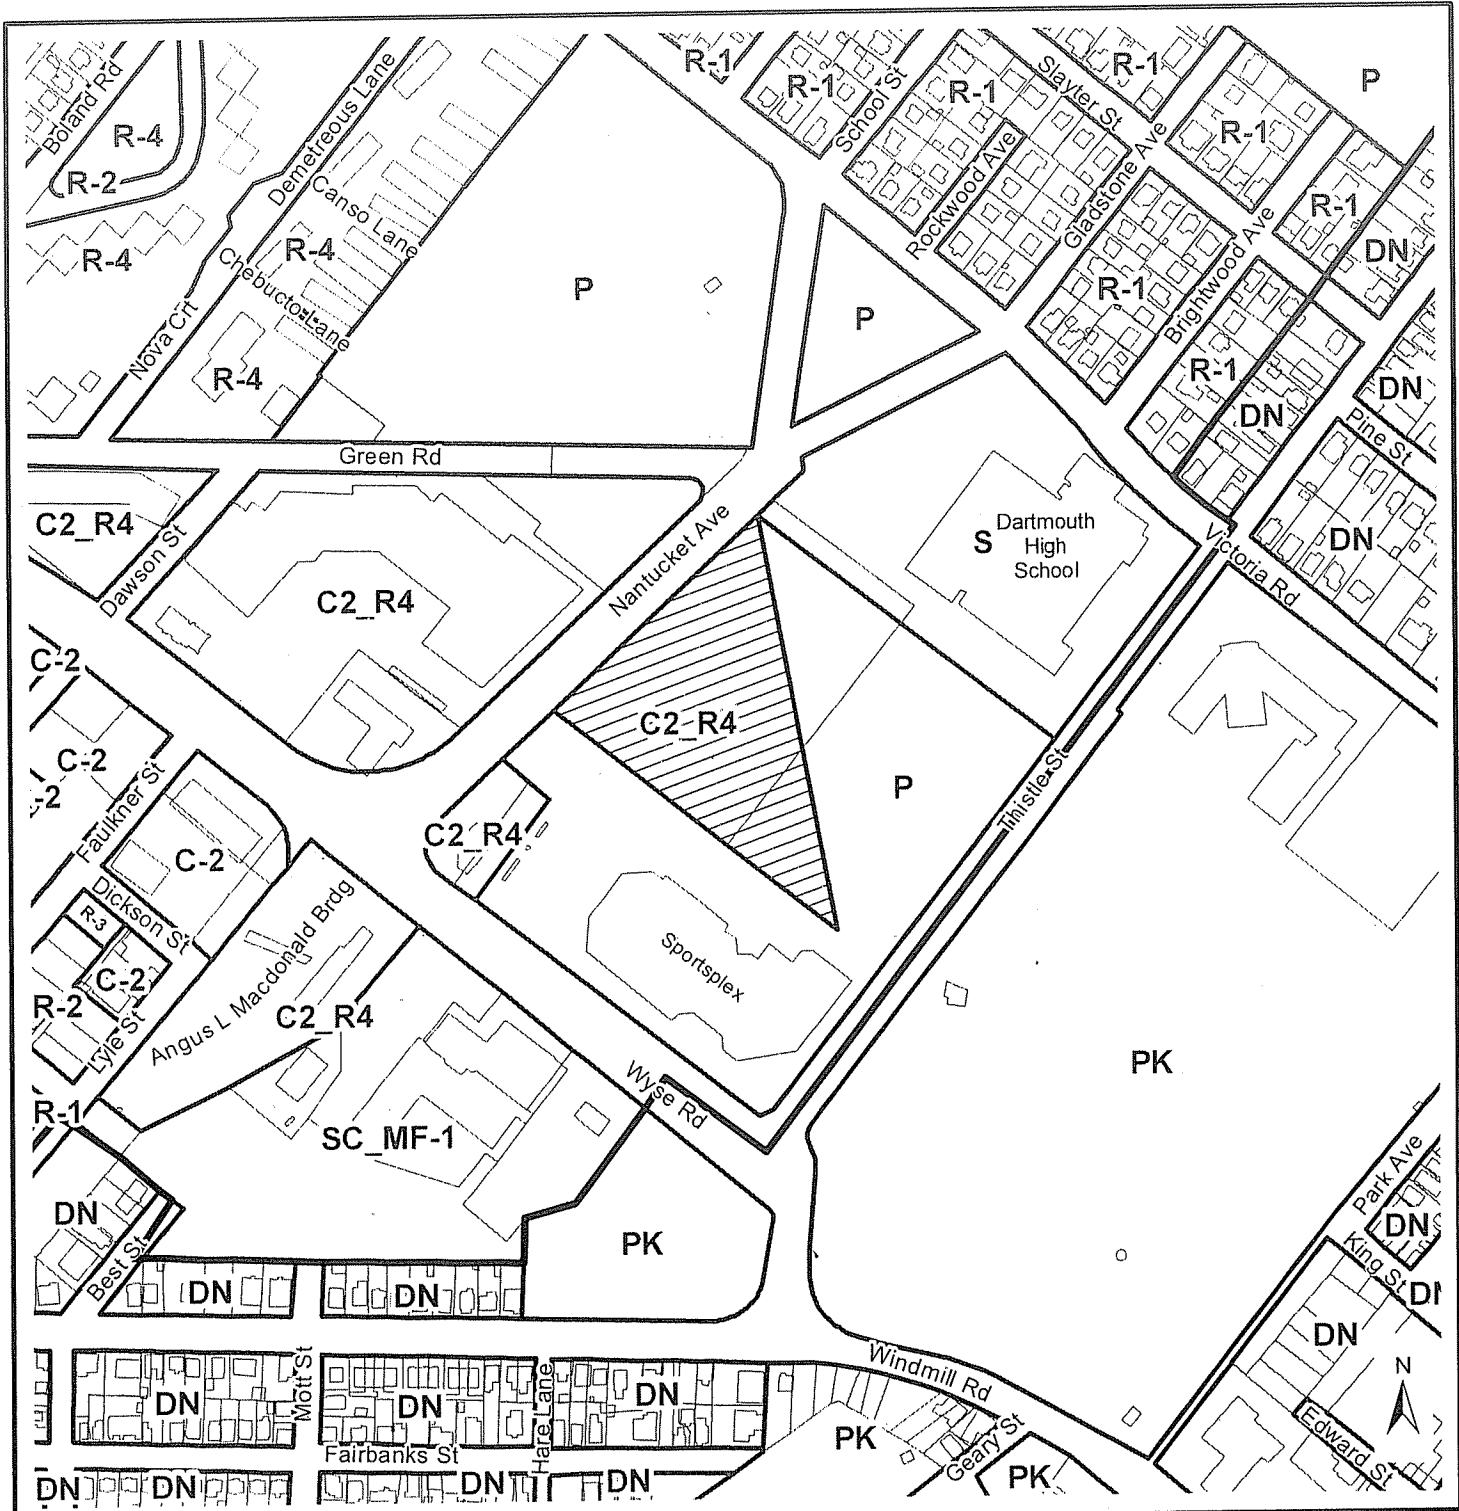 R-1
R-1
R-1
R-1
P
School St
Slayter St
Boland Rd
R-4
R-2
Demetreous Lane
Canso Lane
R-4
R-4
Chebucto Lane
Nova Crt
R-4
P
P
Rockwood Ave
Gladstone Ave
Brightwood Ave
R-1
R-1
R-1
R-1
DN
DN
DN
Pine St
Green Rd
C2_R4
Dawson St
C2_R4
Nantucket Ave
S
Dartmouth
High
School
Victoria Rd
DN
C-2
C-2
-2
Faulkner St
C-2
C2_R4
C2_R4
P
Thistle St
Dickson St
R-3
C-2
R-2
Lyle St
Angus L Macdonald Brdg
C2_R4
Sportsplex
Wyse Rd
PK
R-1
SC_MF-1
DN
Best St
DN
DN
PK
Park Ave
DN
King St
DN
DN
Mott St
DN
DN
Hare Lane
DN
Windmill Rd
Fairbanks St
PK
Geary St
PK
Edward St
N
DN
DN
DN
DN